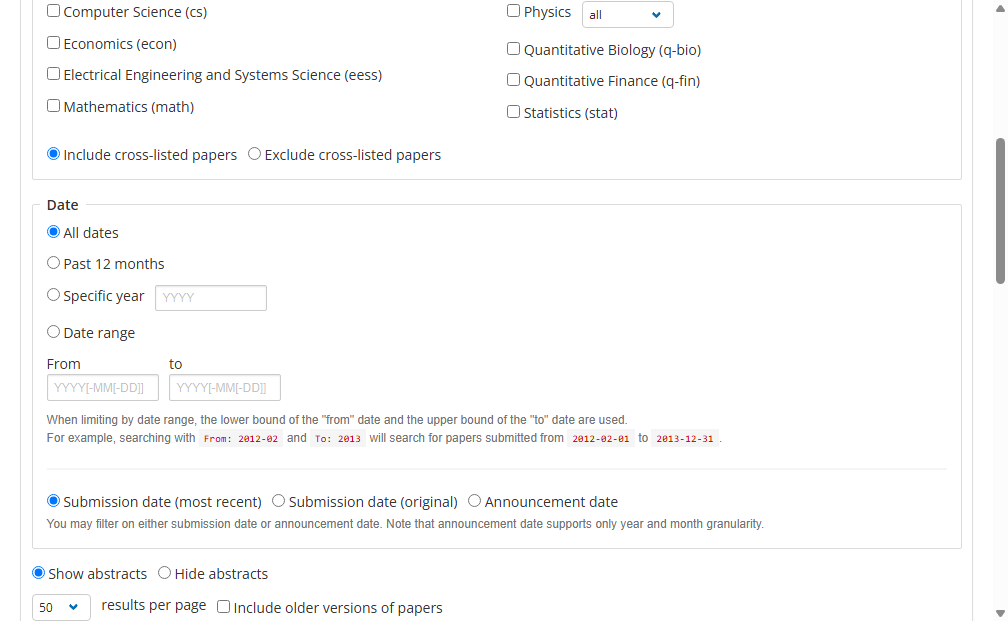 Computer Science (cs)
Physics all
Economics (econ)
Quantitative Biology (q-bio)
Electrical Engineering and Systems Science (eess)
Quantitative Finance (q-fin)
Mathematics (math)
Statistics (stat)
Include cross-listed papers Exclude cross-listed papers
Date
All dates
Past 12 months
Specific year YYYY
Date range
From to
YYYY[-MM[-DD]] YYYY[-MM[-DD]]
When limiting by date range, the lower bound of the "from" date and the upper bound of the "to" date are used.
For example, searching with From: 2012-02 and To: 2013 will search for papers submitted from 2012-02-01 to 2013-12-31 .
Submission date (most recent) Submission date (original) Announcement date
You may filter on either submission date or announcement date. Note that announcement date supports only year and month granularity.
Show abstracts Hide abstracts
50 results per page Include older versions of papers